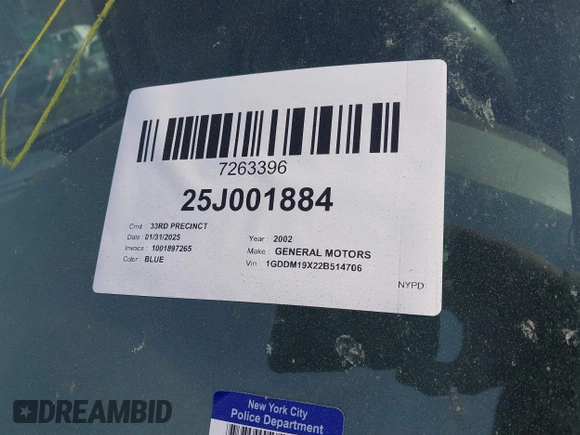 7263396
25J001884
Cmd : 33RD PRECINCT
Date : 01/31/2025
Invoice : 1001897265
Color : BLUE
Year : 2002
Make : GENERAL MOTORS
Vin : 1GDDM19X22B514706
NYPD
New York City
Police Department
DREAMBID